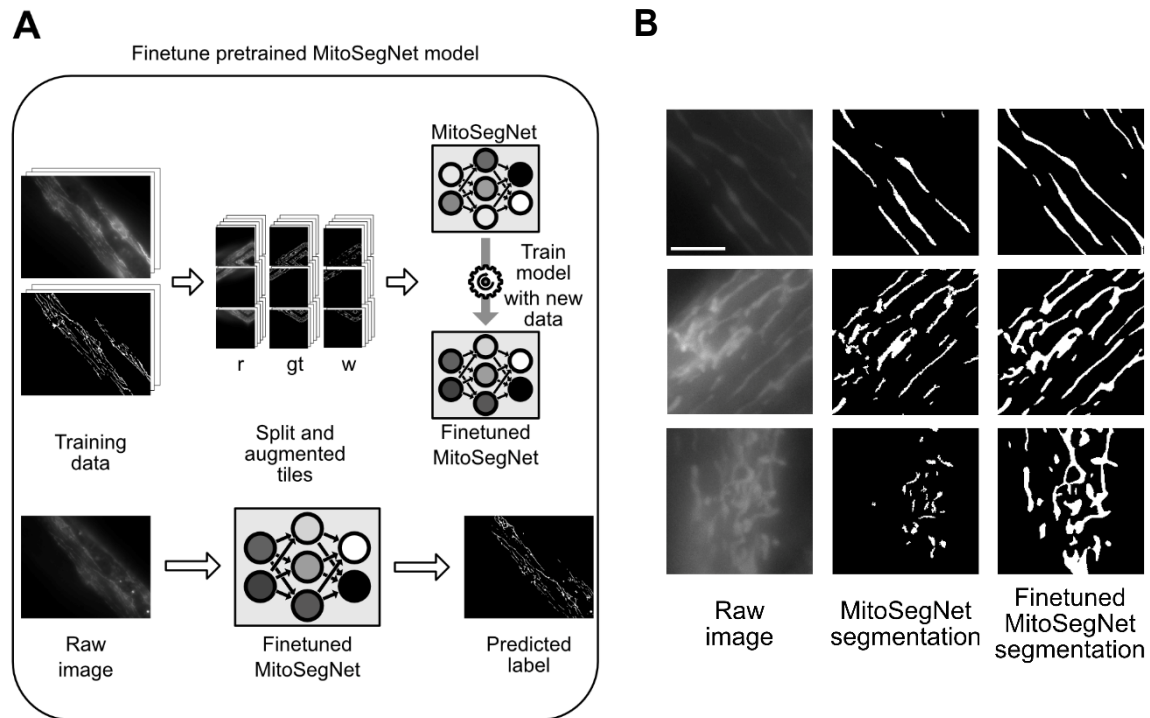 A
Finetune pretrained MitoSegNet model
MitoSegNet
Train
model
with new
data
r
gt
w
Finetuned
MitoSegNet
Training
data
Split and
augmented
tiles
Raw
image
Finetuned
MitoSegNet
Predicted
label
B
Raw
image
MitoSegNet
segmentation
Finetuned
MitoSegNet
segmentation